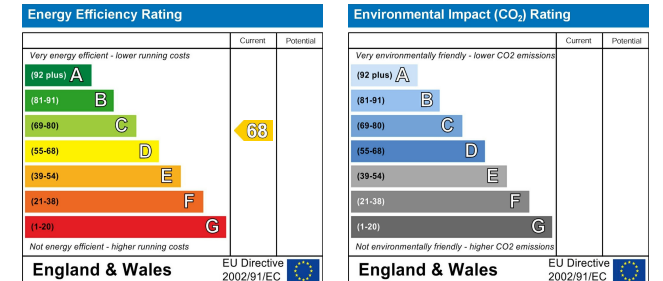 Energy Efficiency Rating
Current Potential
Very energy efficient - lower running costs
(92 plus) A
(81-91) B
(69-80) C
68
(55-68) D
(39-54) E
(21-38) F
(1-20) G
Not energy efficient - higher running costs
England & Wales
EU Directive
2002/91/EC
Environmental Impact (CO₂) Rating
Current Potential
Very environmentally friendly - lower CO2 emissions
(92 plus) A
(81-91) B
(69-80) C
(55-68) D
(39-54) E
(21-38) F
(1-20) G
Not environmentally friendly - higher CO2 emissions
England & Wales
EU Directive
2002/91/EC